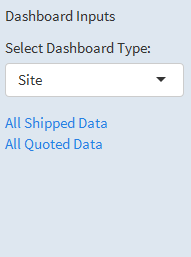 Dashboard Inputs
Select Dashboard Type:
Site
All Shipped Data
All Quoted Data